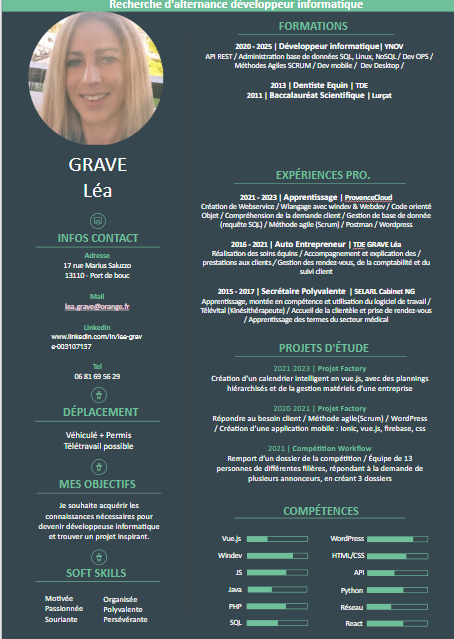 Recherche d'alternance développeur informatique
GRAVE
Léa
INFOS CONTACT
Adresse
17 rue Marius Saluzzo
13110 - Port de bouc
Mail
lea.grave@orange.fr
Linkedin
www.linkedin.com/in/lea-grav
e-003107137
Tel
06 81 69 56 29
DÉPLACEMENT
Véhiculé + Permis
Télétravail possible
MES OBJECTIFS
Je souhaite acquérir les
connaissances nécessaires pour
devenir développeuse informatique
et trouver un projet inspirant.
SOFT SKILLS
Motivée
Passionnée
Souriante
Organisée
Polyvalente
Persévérante
FORMATIONS
2020 - 2025 | Développeur informatique| YNOV
API REST / Administration base de données SQL, Linux, NoSQL / Dev OPS /
Méthodes Agiles SCRUM / Dev mobile / Dev Desktop /
2013 | Dentiste Equin | TDE
2011 | Baccalauréat Scientifique | Lurçat
EXPÉRIENCES PRO.
2021 - 2023 | Apprentissage | ProvenceCloud
Création de Webservice / Wlangage avec windev & Webdev / Code orienté
Objet / Compréhension de la demande client / Gestion de base de donnée
(requête SQL) / Méthode agile (Scrum) / Postman / Wordpress
2016 - 2021 | Auto Entrepreneur | TDE GRAVE Léa
Réalisation des soins équins / Accompagnement et explication des /
prestations aux clients / Gestion des rendez-vous, de la comptabilité et du
suivi client
2015 - 2017 | Secrétaire Polyvalente | SELARL Cabinet NG
Apprentissage, montée en compétence et utilisation du logiciel de travail /
Télévital (Kinésithérapeute) / Accueil de la clientèle et prise de rendez-vous
/ Apprentissage des termes du secteur médical
PROJETS D'ÉTUDE
2021-2023 | Projet Factory
Création d'un calendrier intelligent en vue.js, avec des plannings
hiérarchisés et de la gestion matériels d'une entreprise
2020-2021 | Projet Factory
Répondre au besoin client / Méthode agile(Scrum) / WordPress
/ Création d'une application mobile : Ionic, vue.js, firebase, css
2021 | Compétition Workflow
Remport d'un dossier de la compétition / Équipe de 13
personnes de différentes filières, répondant à la demande de
plusieurs annonceurs, en créant 3 dossiers
COMPÉTENCES
Vue.js
Windev
JS
Java
PHP
SQL
WordPress
HTML/CSS
API
Python
Réseau
React